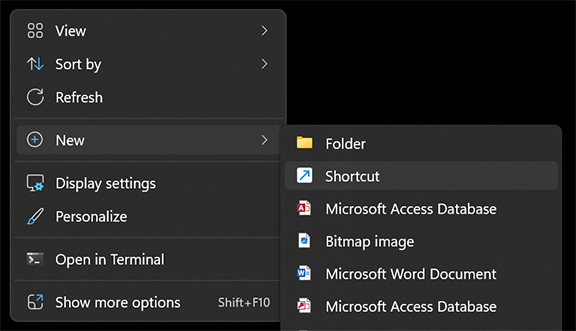 View
Sort by
Refresh
New
Display settings
Personalize
Open in Terminal
Show more options Shift+F10
Folder
Shortcut
Microsoft Access Database
Bitmap image
Microsoft Word Document
Microsoft Access Database